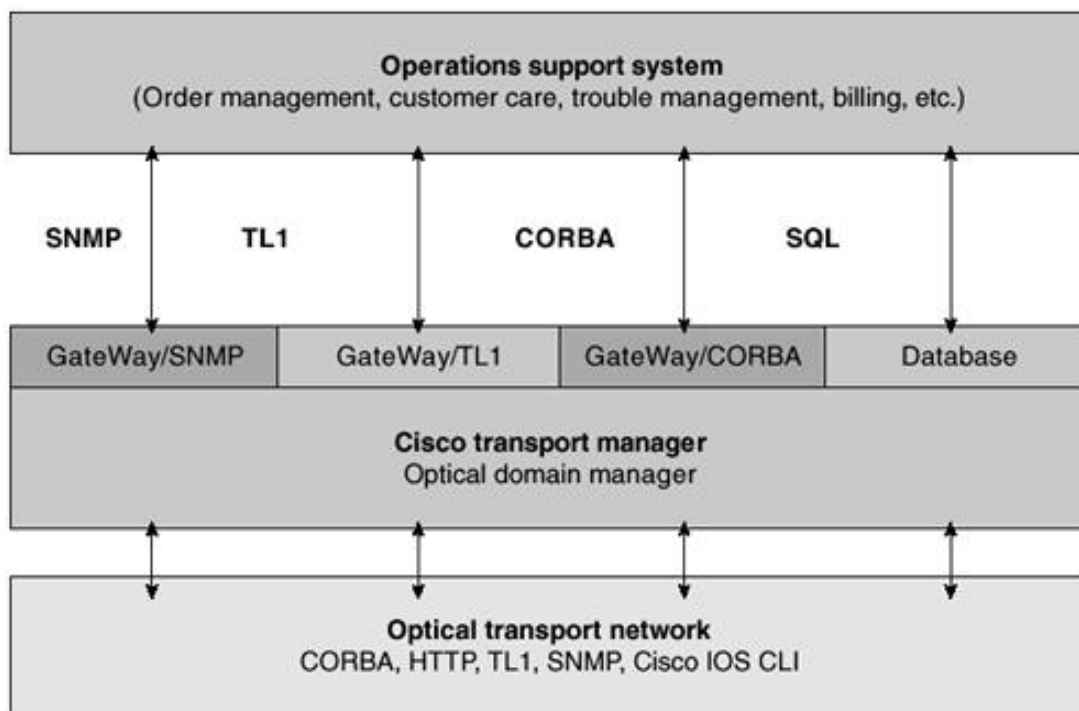 Operations support system
(Order management, customer care, trouble management, billing, etc.)
SNMP
TL1
CORBA
SQL
GateWay/SNMP
GateWay/TL1
GateWay/CORBA
Database
Cisco transport manager
Optical domain manager
Optical transport network
CORBA, HTTP, TL1, SNMP, Cisco IOS CLI